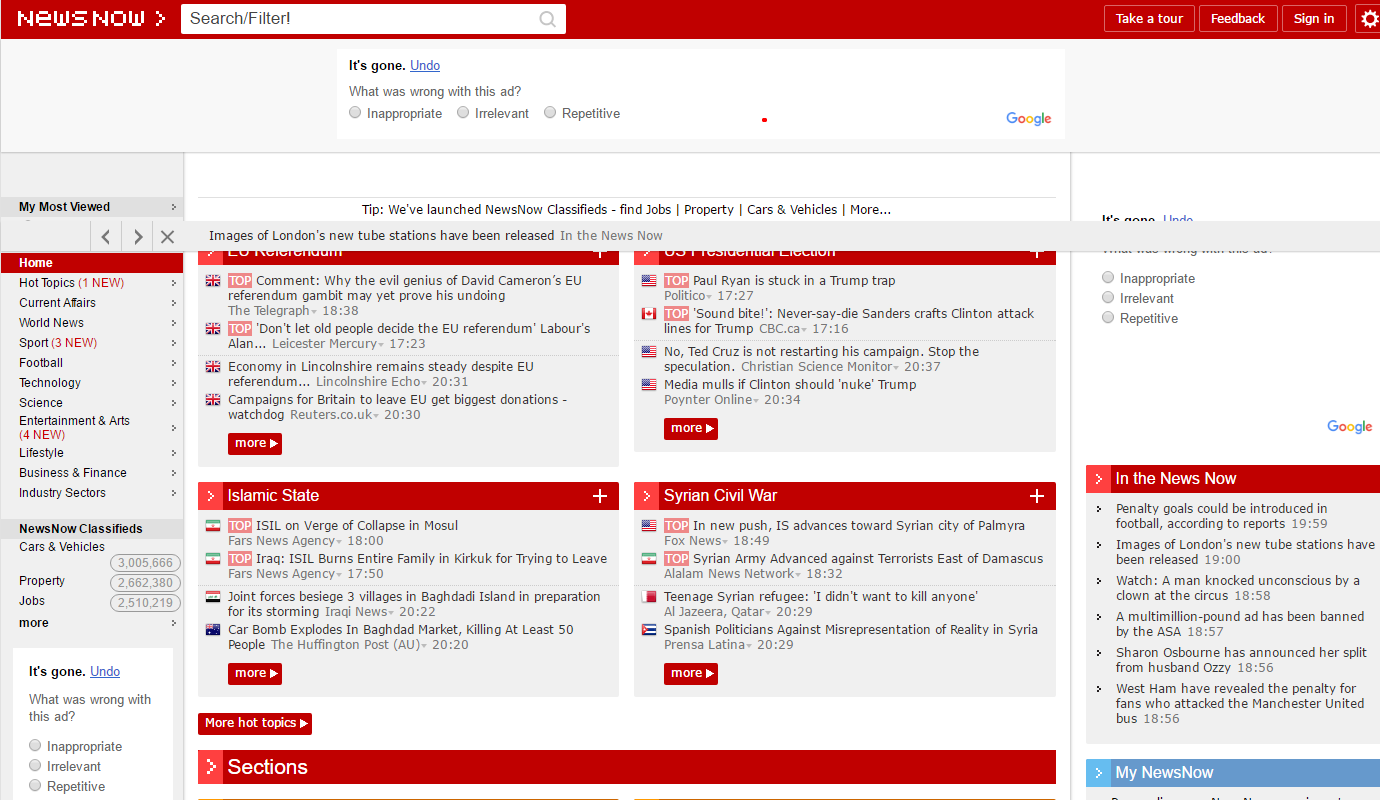 NEWSNOW
Search/Filter!
Take a tour
Feedback
Sign in
It's gone. Undo
What was wrong with this ad?
Inappropriate
Irrelevant
Repetitive
Google
My Most Viewed
Tip: We've launched NewsNow Classifieds - find Jobs | Property | Cars & Vehicles | More...
Images of London's new tube stations have been released In the News Now
Home
Hot Topics (1 NEW)
Current Affairs
World News
Sport (3 NEW)
Football
Technology
Science
Entertainment & Arts
(4 NEW)
Lifestyle
Business & Finance
Industry Sectors
NewsNow Classifieds
Cars & Vehicles
3,005,666
Property
2,662,380
Jobs
2,510,219
more
It's gone. Undo
What was wrong with
this ad?
Inappropriate
Irrelevant
Repetitive
EU Referendum
TOP Comment: Why the evil genius of David Cameron's EU
referendum gambit may yet prove his undoing
The Telegraph 18:38
TOP 'Don't let old people decide the EU referendum' Labour's
Alan... Leicester Mercury 17:23
Economy in Lincolnshire remains steady despite EU
referendum... Lincolnshire Echo 20:31
Campaigns for Britain to leave EU get biggest donations -
watchdog Reuters.co.uk 20:30
more
US Presidential Election
TOP Paul Ryan is stuck in a Trump trap
Politico 17:27
TOP 'Sound bite!': Never-say-die Sanders crafts Clinton attack
lines for Trump CBC.ca 17:16
No, Ted Cruz is not restarting his campaign. Stop the
speculation. Christian Science Monitor 20:37
Media mulls if Clinton should 'nuke' Trump
Poynter Online 20:34
more
Islamic State
TOP ISIL on Verge of Collapse in Mosul
Fars News Agency 18:00
TOP Iraq: ISIL Burns Entire Family in Kirkuk for Trying to Leave
Fars News Agency 17:50
Joint forces besiege 3 villages in Baghdadi Island in preparation
for its storming Iraqi News 20:22
Car Bomb Explodes In Baghdad Market, Killing At Least 50
People The Huffington Post (AU) 20:20
more
Syrian Civil War
TOP In new push, IS advances toward Syrian city of Palmyra
Fox News 18:49
TOP Syrian Army Advanced against Terrorists East of Damascus
Alalam News Network 18:32
Teenage Syrian refugee: 'I didn't want to kill anyone'
Al Jazeera, Qatar 20:29
Spanish Politicians Against Misrepresentation of Reality in Syria
Prensa Latina 20:29
more
More hot topics
Sections
It's gone. Undo
What was wrong with this ad?
Inappropriate
Irrelevant
Repetitive
Google
In the News Now
Penalty goals could be introduced in
football, according to reports 19:59
Images of London's new tube stations have
been released 19:00
Watch: A man knocked unconscious by a
clown at the circus 18:58
A multimillion-pound ad has been banned
by the ASA 18:57
Sharon Osbourne has announced her split
from husband Ozzy 18:56
West Ham have revealed the penalty for
fans who attacked the Manchester United
bus 18:56
My NewsNow